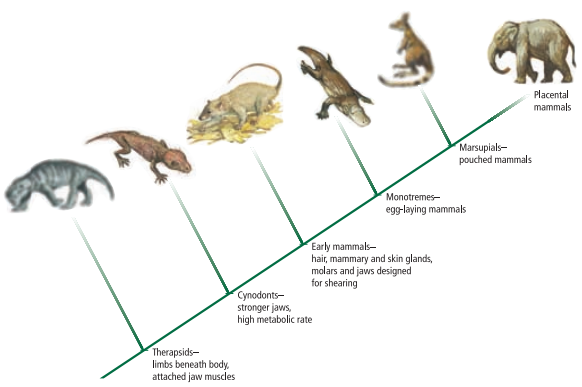 Placental
mammals
Marsupials–
pouched mammals
Monotremes–
egg-laying mammals
Early mammals–
hair, mammary and skin glands,
molars and jaws designed
for shearing
Cynodonts–
stronger jaws,
high metabolic rate
Therapsids–
limbs beneath body,
attached jaw muscles